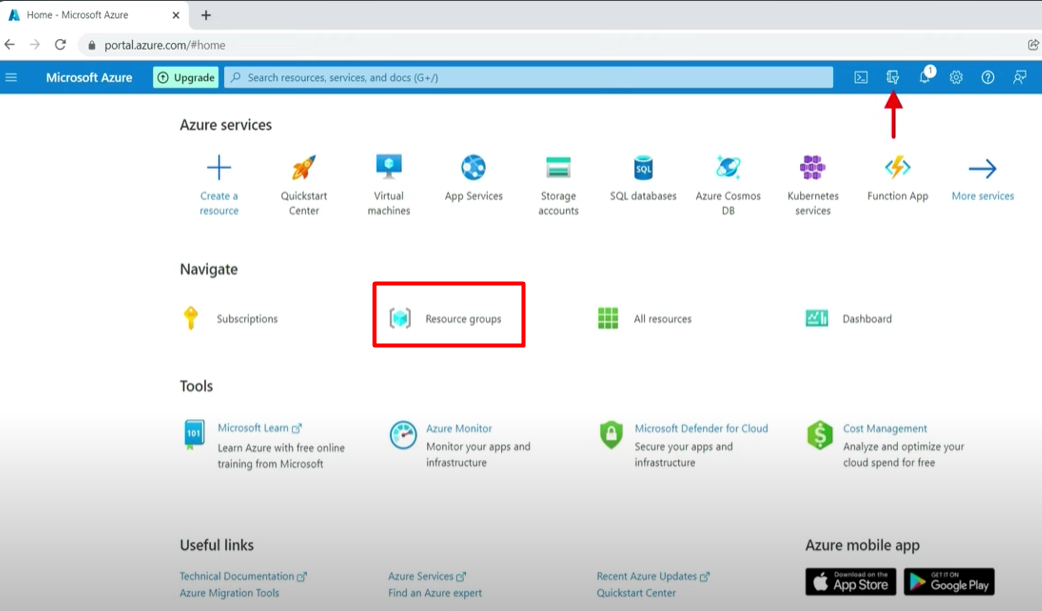 Home - Microsoft Azure
portal.azure.com/#home
Microsoft Azure
Upgrade
Search resources, services, and docs (G+/)
1
Azure services
Create a
resource
Quickstart
Center
Virtual
machines
App Services
Storage
accounts
SQL
SQL databases
Azure Cosmos
DB
Kubernetes
services
Function App
More services
Navigate
Subscriptions
Resource groups
All resources
Dashboard
Tools
101
Microsoft Learn
Learn Azure with free online
training from Microsoft
Azure Monitor
Monitor your apps and
infrastructure
Microsoft Defender for Cloud
Secure your apps and
infrastructure
$
Cost Management
Analyze and optimize your
cloud spend for free
Useful links
Technical Documentation
Azure Migration Tools
Azure Services
Find an Azure expert
Recent Azure Updates
Quickstart Center
Azure mobile app
Download on the
App Store
GET IT ON
Google Play